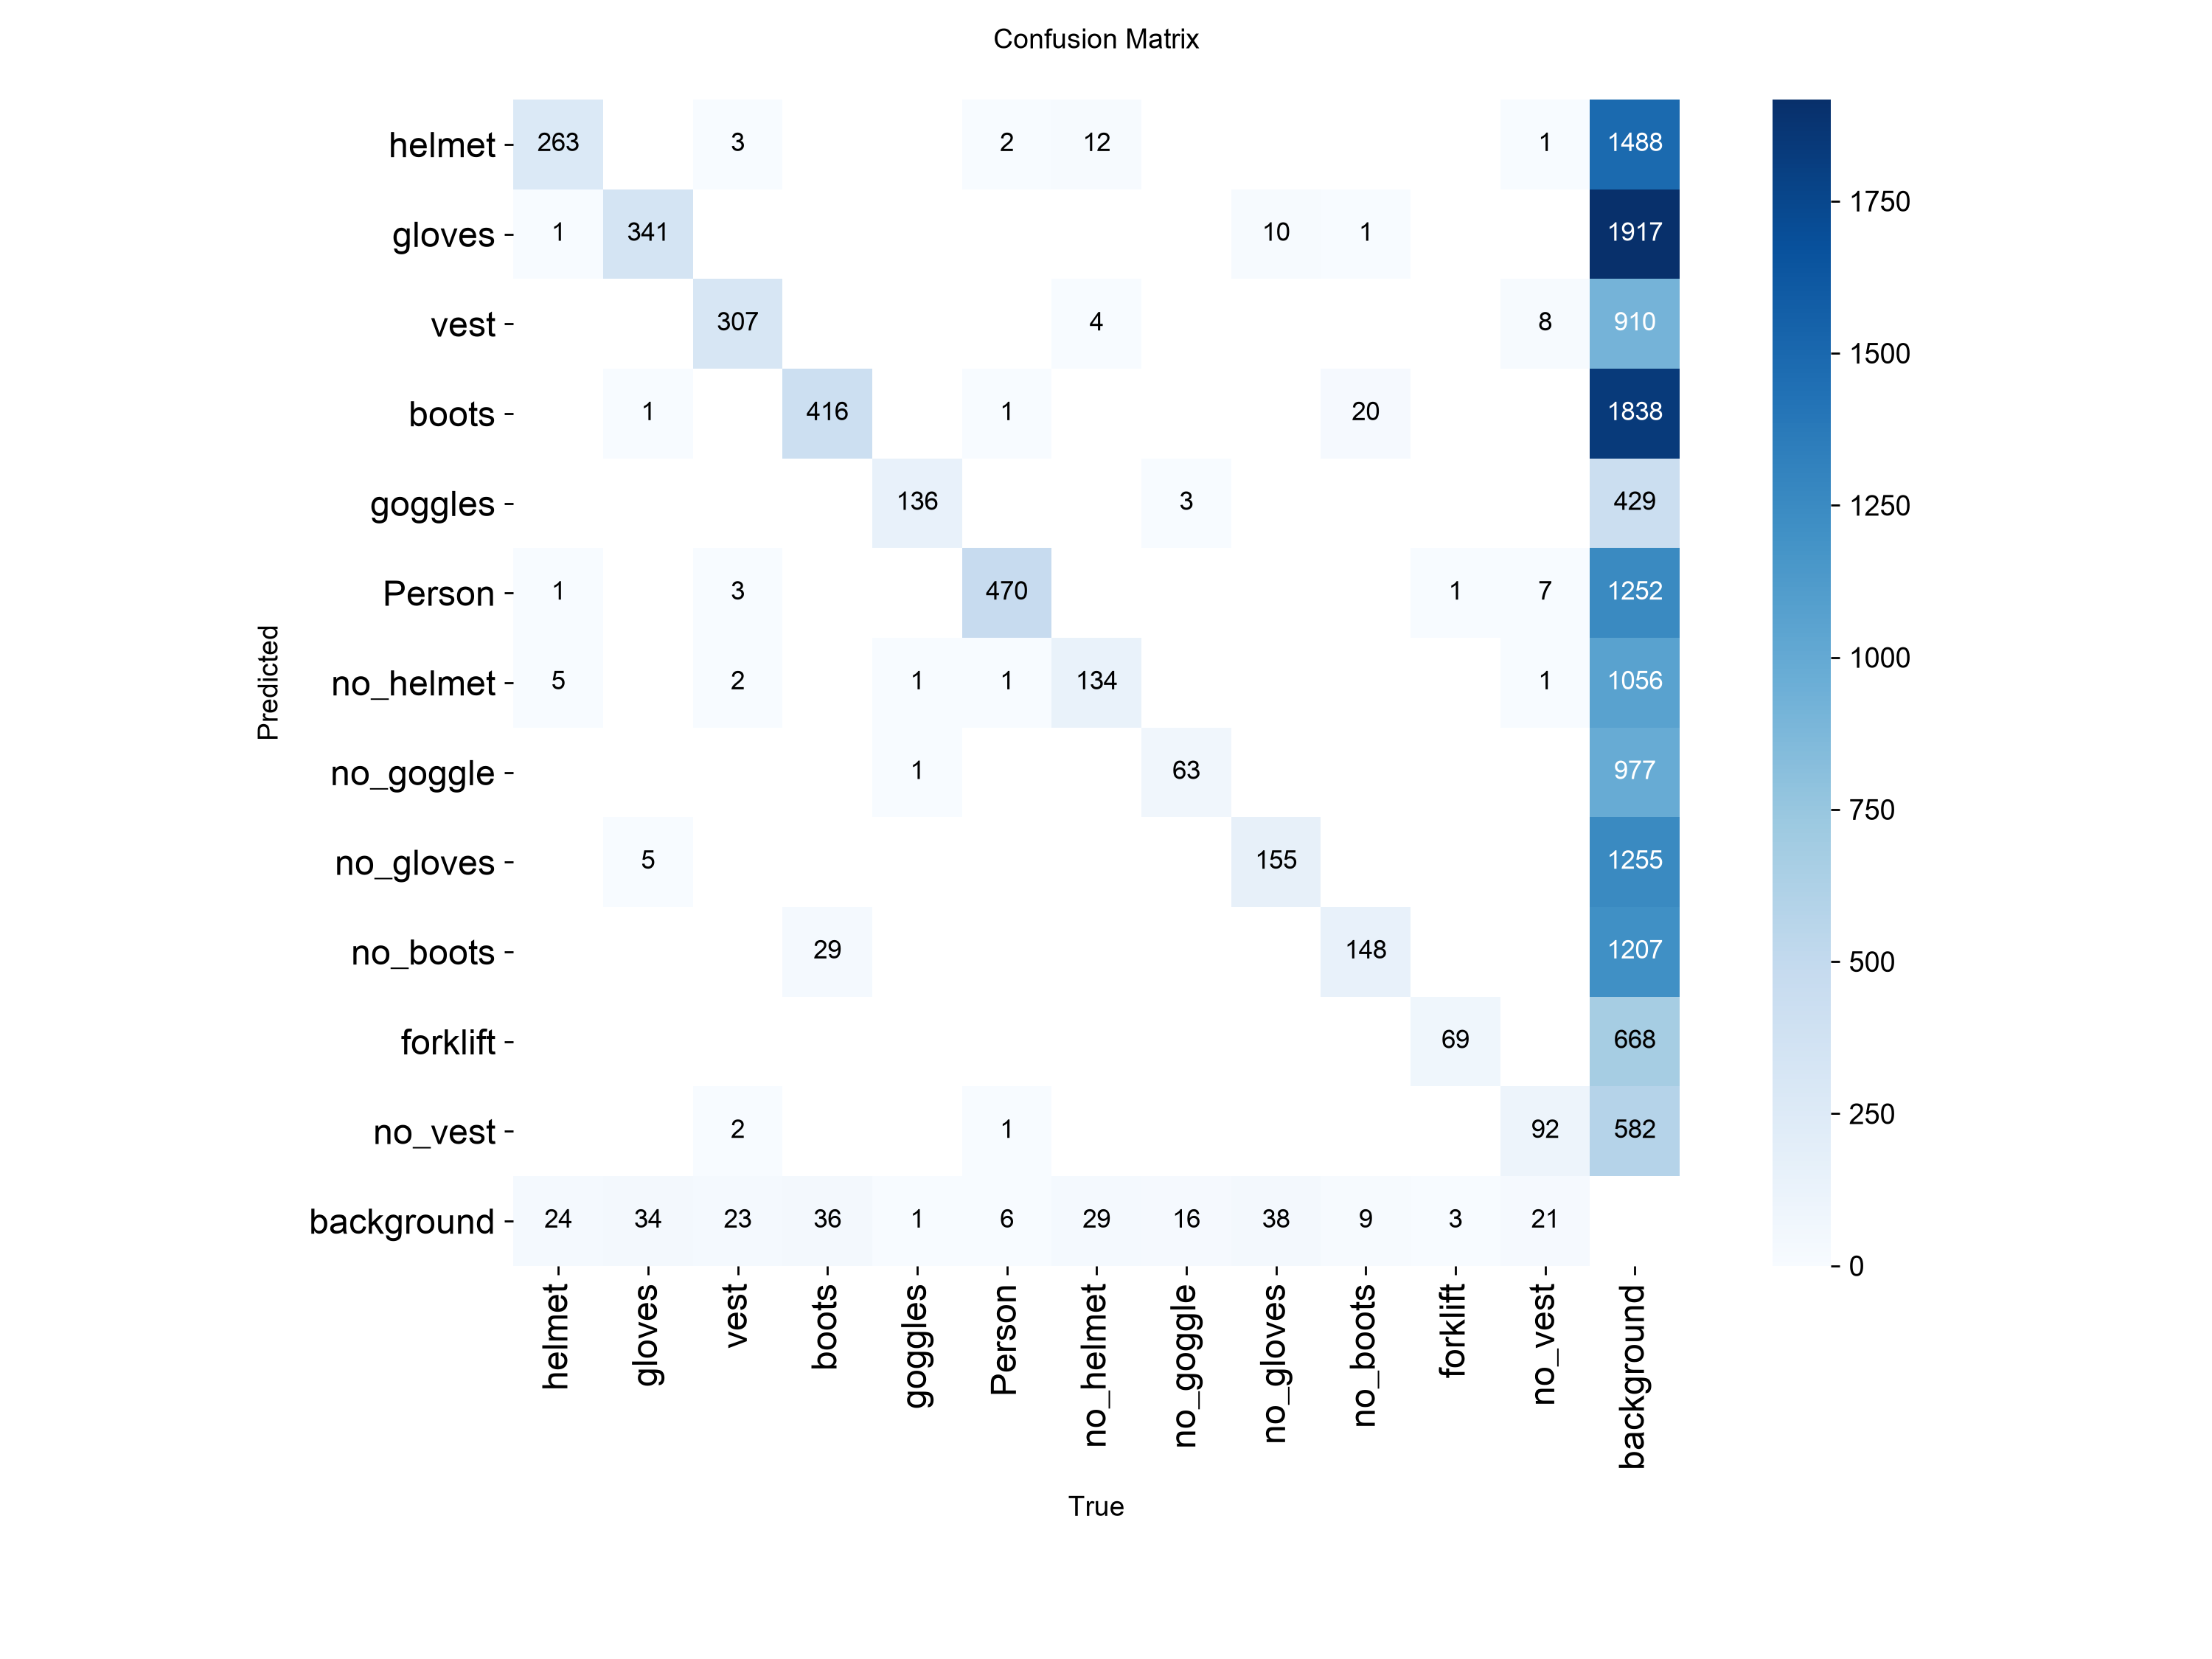 Confusion Matrix
helmet 263 3 2 12 1 1488
gloves 1 341 10 1 1917
vest 307 4 8 910
boots 1 416 1 20 1838
goggles 136 3 429
Person 1 3 470 1 7 1252
no_helmet 5 2 1 1 134 1 1056
no_goggle 1 63 977
no_gloves 5 155 1255
no_boots 29 148 1207
forklift 69 668
no_vest 2 1 92 582
background 24 34 23 36 1 6 29 16 38 9 3 21
Predicted
helmet gloves vest boots goggles Person no_helmet no_goggle no_gloves no_boots forklift no_vest background
True
1750
1500
1250
1000
750
500
250
0